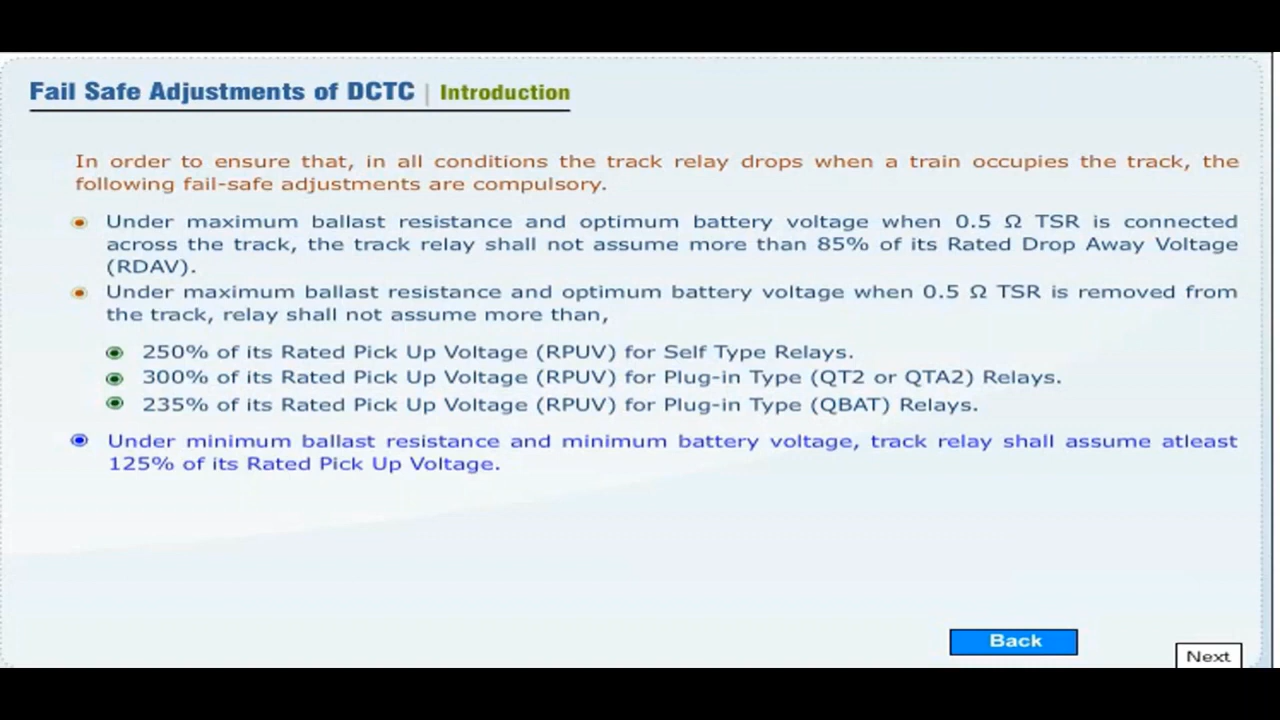 Fail Safe Adjustments of DCTC | Introduction
In order to ensure that, in all conditions the track relay drops when a train occupies the track, the
following fail-safe adjustments are compulsory.
Under maximum ballast resistance and optimum battery voltage when 0.5 Ω TSR is connected
across the track, the track relay shall not assume more than 85% of its Rated Drop Away Voltage
(RDAV).
Under maximum ballast resistance and optimum battery voltage when 0.5 Ω TSR is removed from
the track, relay shall not assume more than,
250% of its Rated Pick Up Voltage (RPUV) for Self Type Relays.
300% of its Rated Pick Up Voltage (RPUV) for Plug-in Type (QT2 or QTA2) Relays.
235% of its Rated Pick Up Voltage (RPUV) for Plug-in Type (QBAT) Relays.
Under minimum ballast resistance and minimum battery voltage, track relay shall assume atleast
125% of its Rated Pick Up Voltage.
Back
Next